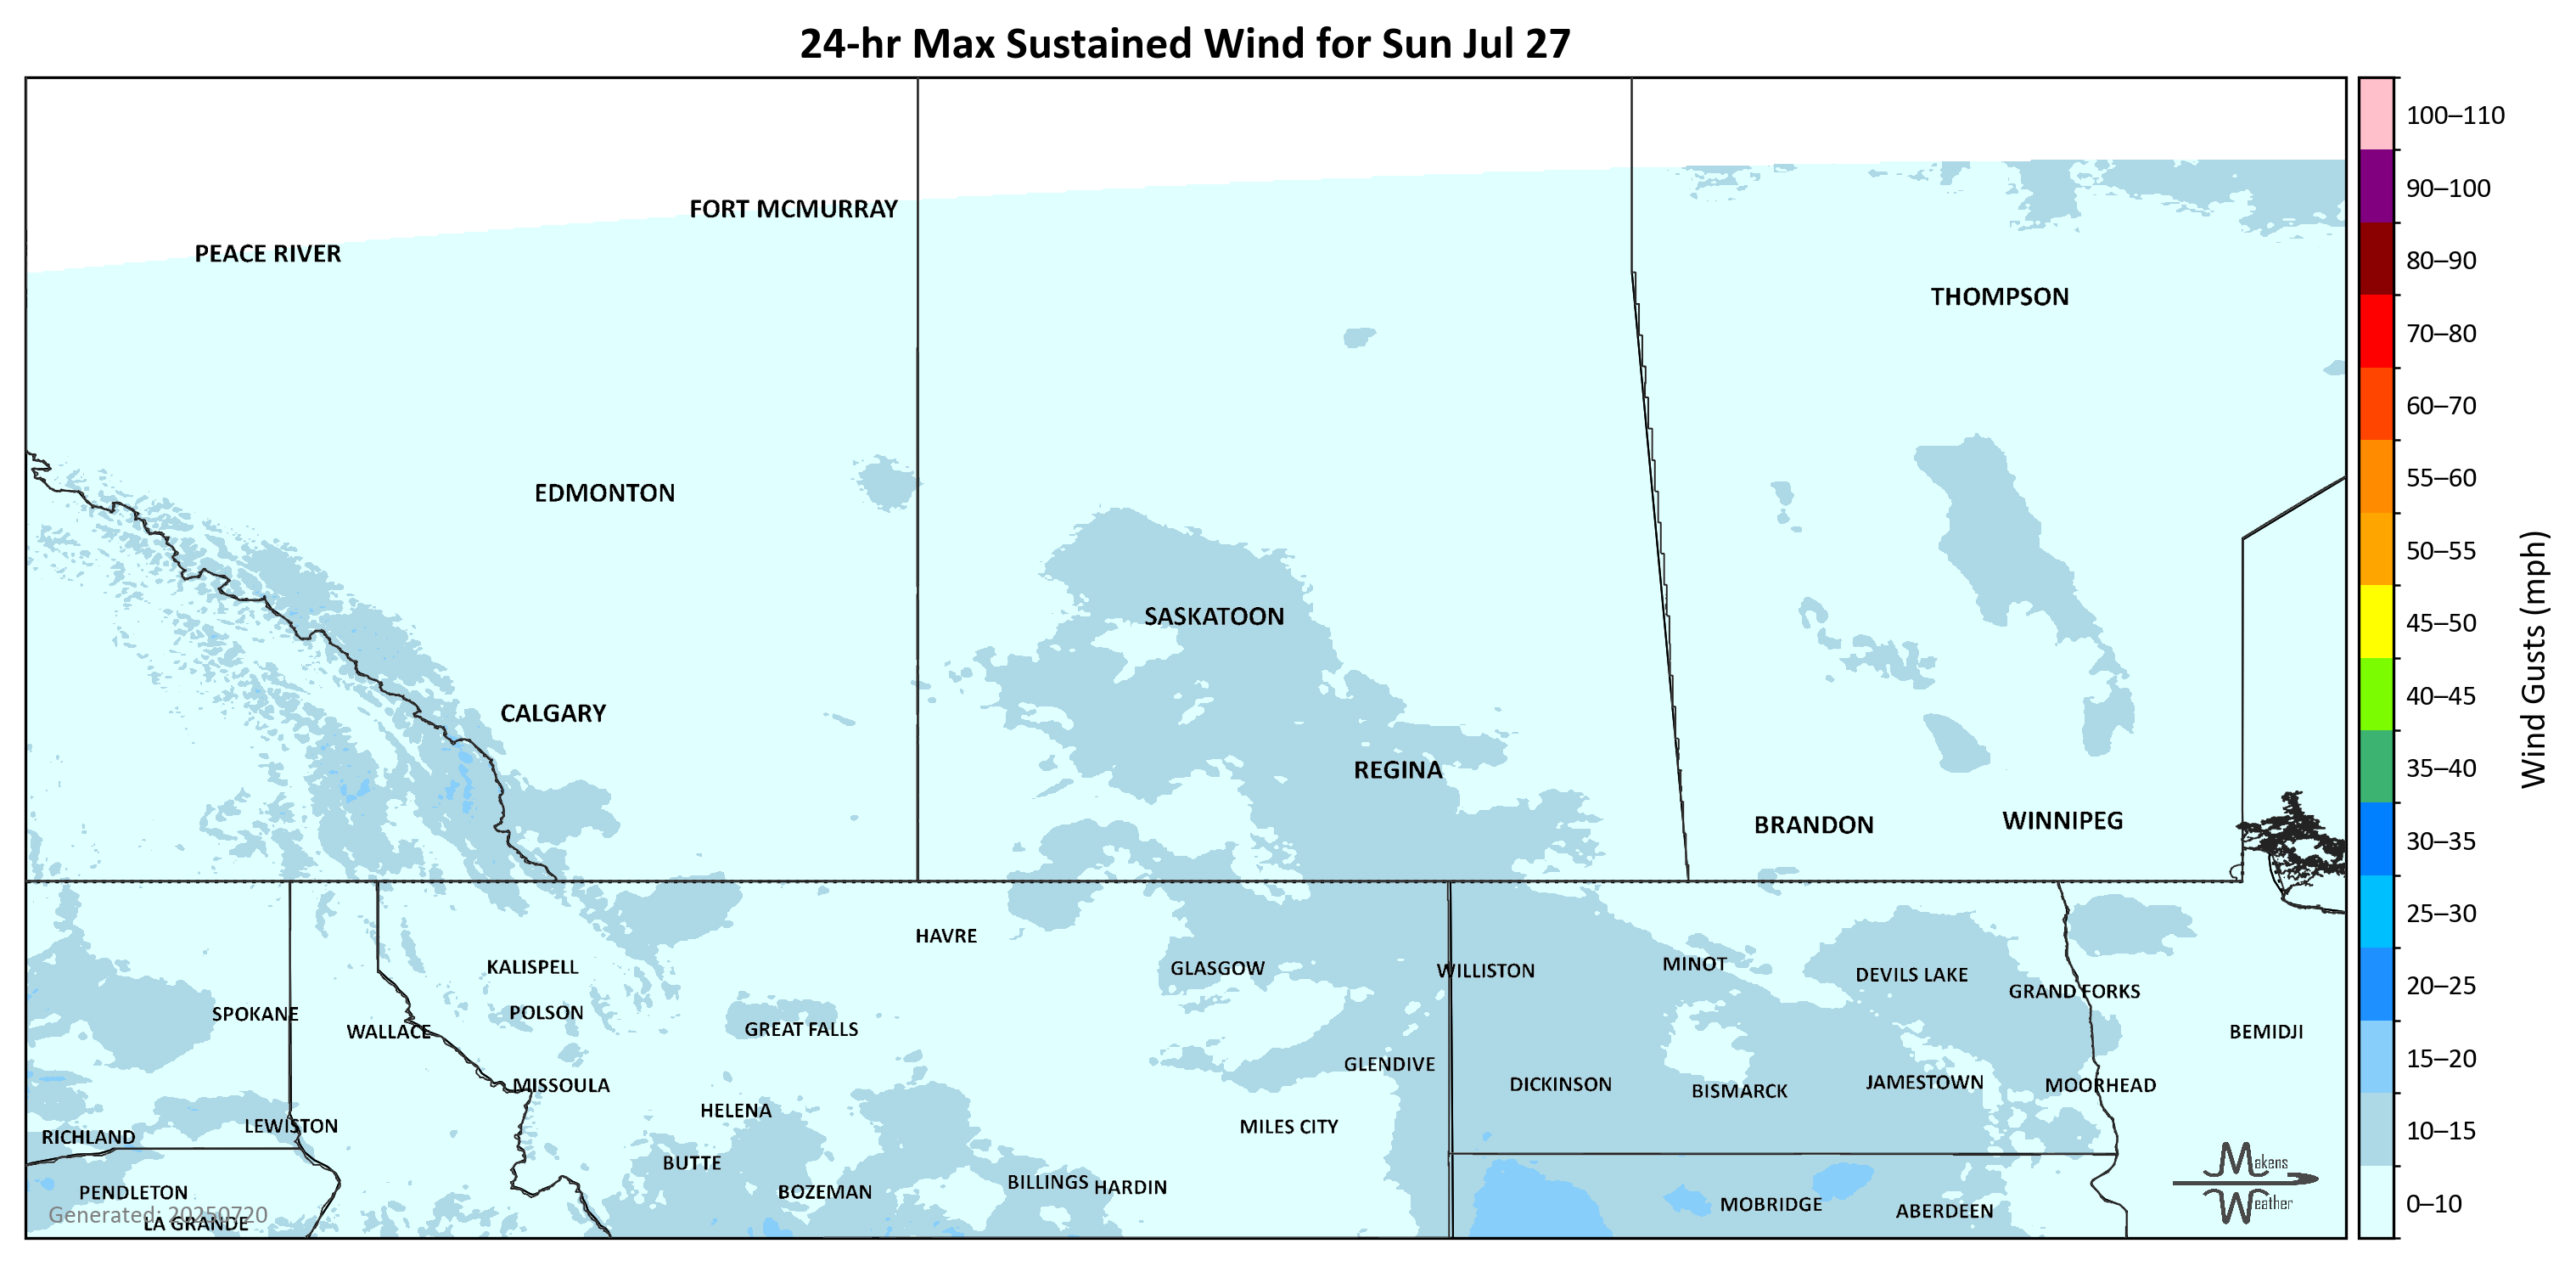 24-hr Max Sustained Wind for Sun Jul 27
100–110
90–100
80–90
70–80
60–70
55–60
50–55
45–50
40–45
35–40
30–35
25–30
20–25
15–20
10–15
0–10
Wind Gusts (mph)
FORT MCMURRAY
PEACE RIVER
THOMPSON
EDMONTON
SASKATOON
CALGARY
REGINA
BRANDON
WINNIPEG
HAVRE
KALISPELL
GLASGOW
WILLISTON
MINOT
DEVILS LAKE
GRAND FORKS
SPOKANE
POLSON
WALLACE
GREAT FALLS
BEMIDJI
GLENDIVE
MISSOULA
DICKINSON
BISMARCK
JAMESTOWN
MOORHEAD
HELENA
LEWISTON
MILES CITY
RICHLAND
BUTTE
BOZEMAN
BILLINGS
HARDIN
PENDLETON
MOBRIDGE
ABERDEEN
Generated: 20250720
LA GRANDE
Makens
Weather